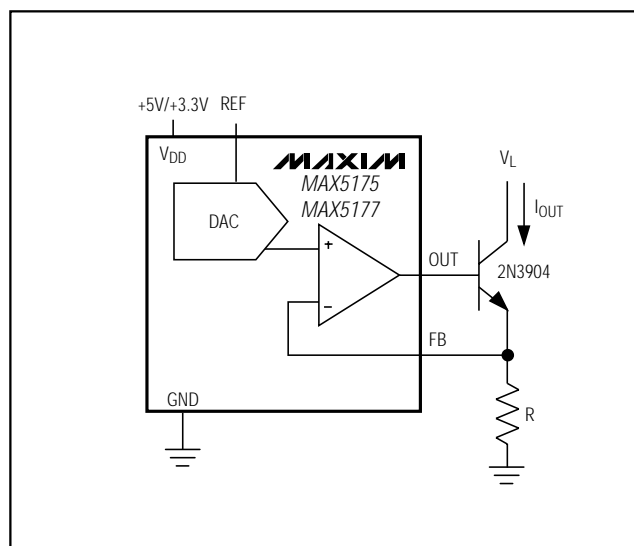 +5V/+3.3V REF
VDD
MAXIM
MAX5175
MAX5177
DAC
+
−
OUT
FB
GND
VL
IOUT
2N3904
R